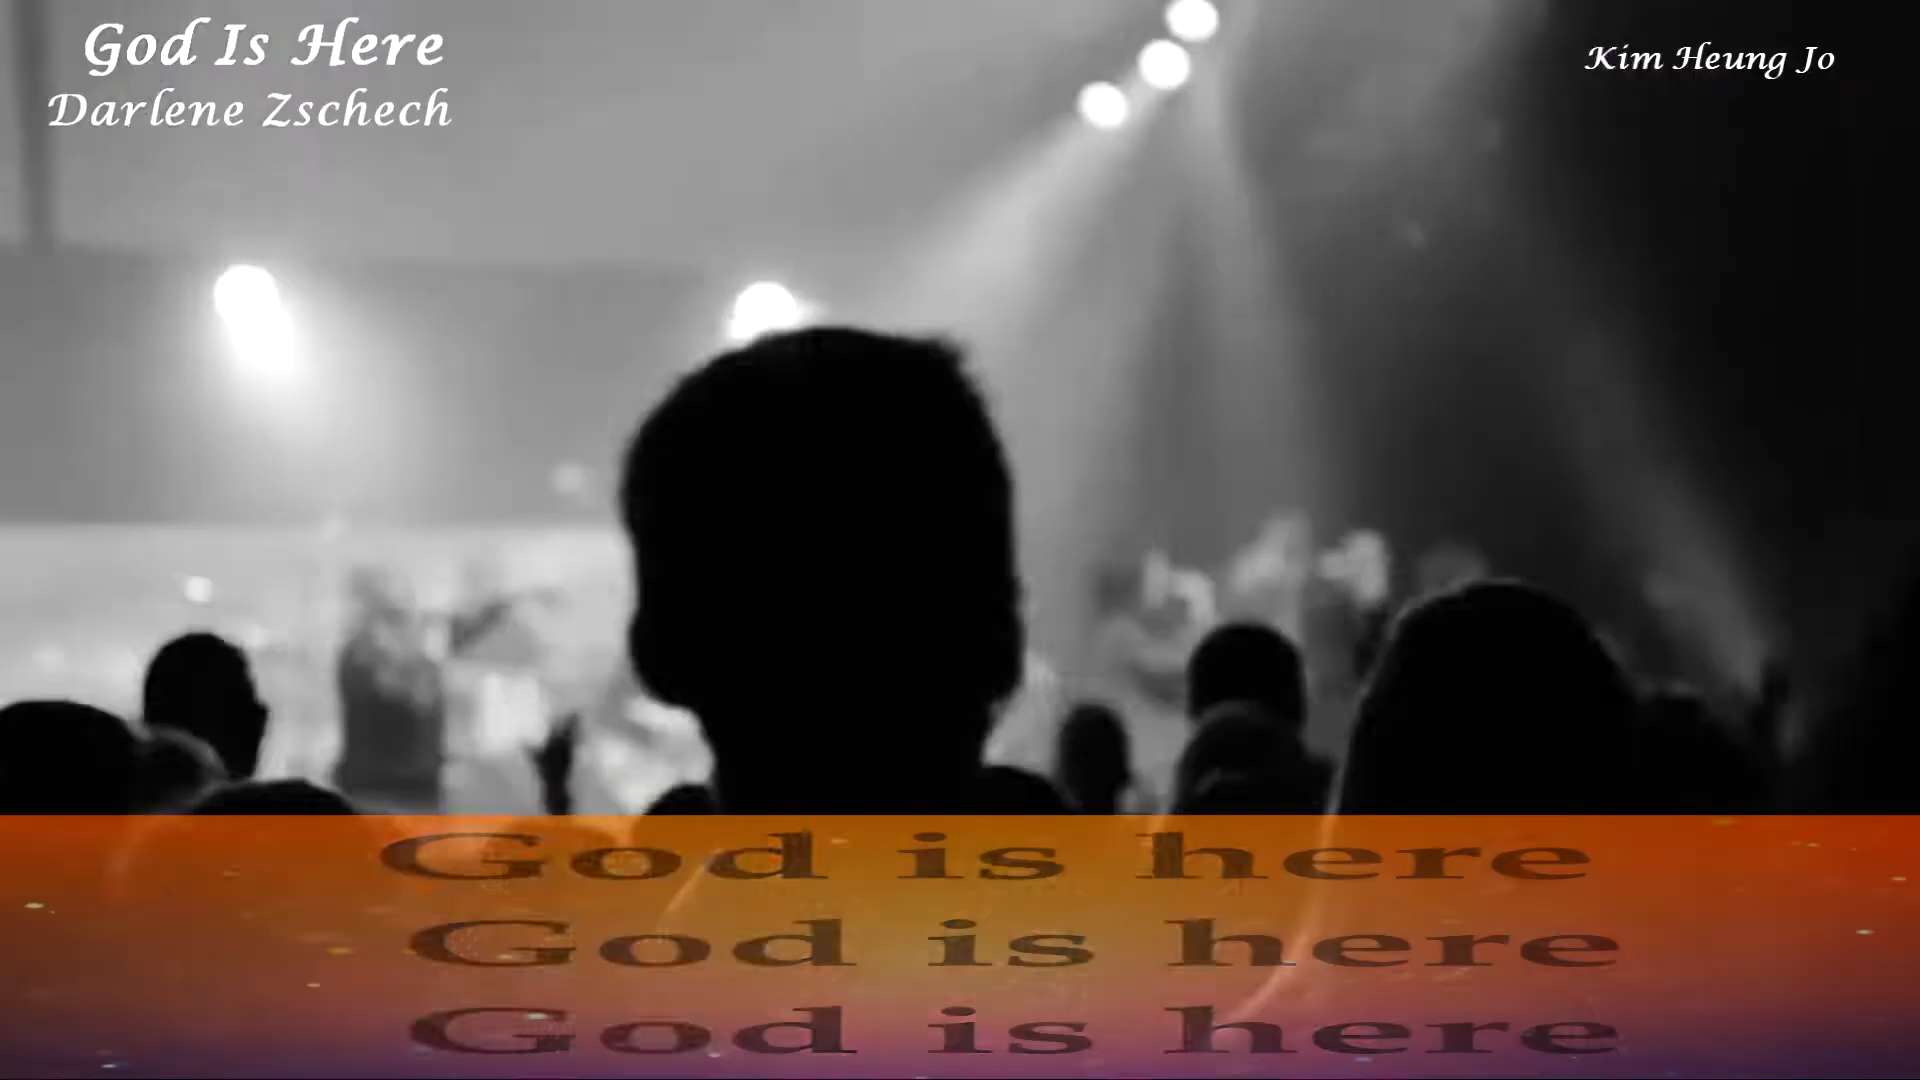 God Is Here
Darlene Zschech
Kim Heung Jo
God is here
God is here
God is here